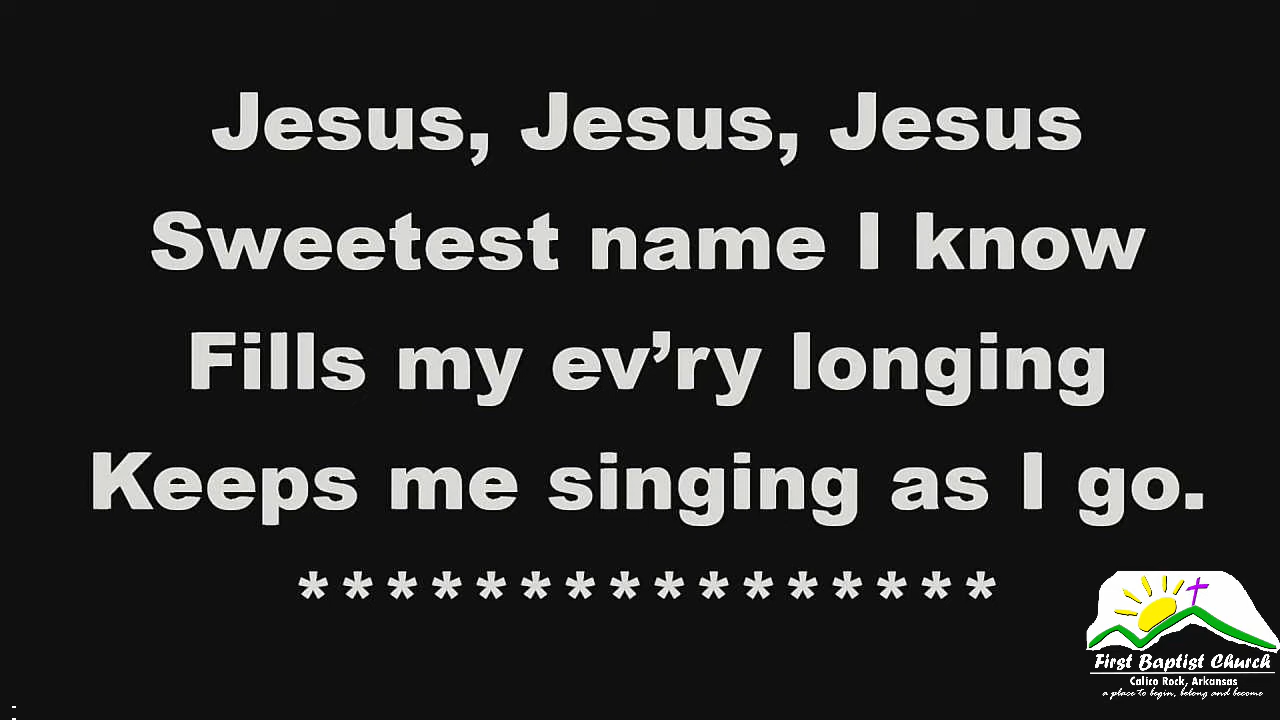 Jesus, Jesus, Jesus
Sweetest name I know
Fills my ev’ry longing
Keeps me singing as I go.
****************
First Baptist Church
Calico Rock, Arkansas
a place to begin, belong and become